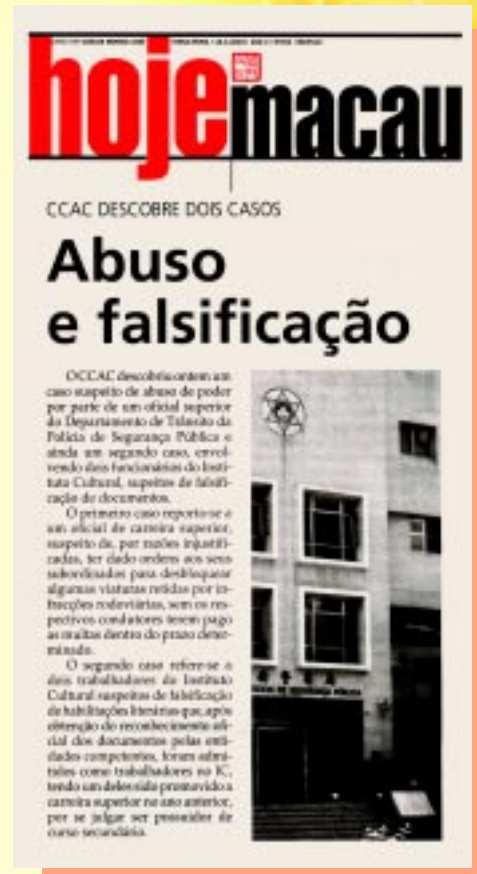 hojemacau
CCAC DESCOBRE DOIS CASOS
Abuso
e falsificação
O CCAC descobriu ontem um
caso suspeito de abuso de poder
por parte de um oficial superior
do Departamento de Trânsito da
Polícia de Segurança Pública e
ainda um segundo caso, envol-
vendo dois funcionários do Insti-
tuto Cultural, supeitos de falsifi-
cação de documentos.
O primeiro caso reporta-se a
um oficial de carreira superior,
suspeito de, por razões injustifi-
cadas, ter dado ordens aos seus
subordinados para desbloquear
algumas viaturas retidas por in-
fracções rodoviárias, sem os res-
pectivos condutores terem pago
as multas dentro do prazo deter-
minado.
O segundo caso refere-se a
dois trabalhadores do Instituto
Cultural suspeitos de falsificação
de habilitações literárias que, após
obtenção do reconhecimento ofi-
cial dos documentos pelas enti-
dades competentes, foram admi-
tidos como trabalhadores no IC,
tendo um deles sido promovido a
carreira superior no ano anterior,
por se julgar ser possuidor de
curso secundário.
DE SEGURANÇA PÚBLICA